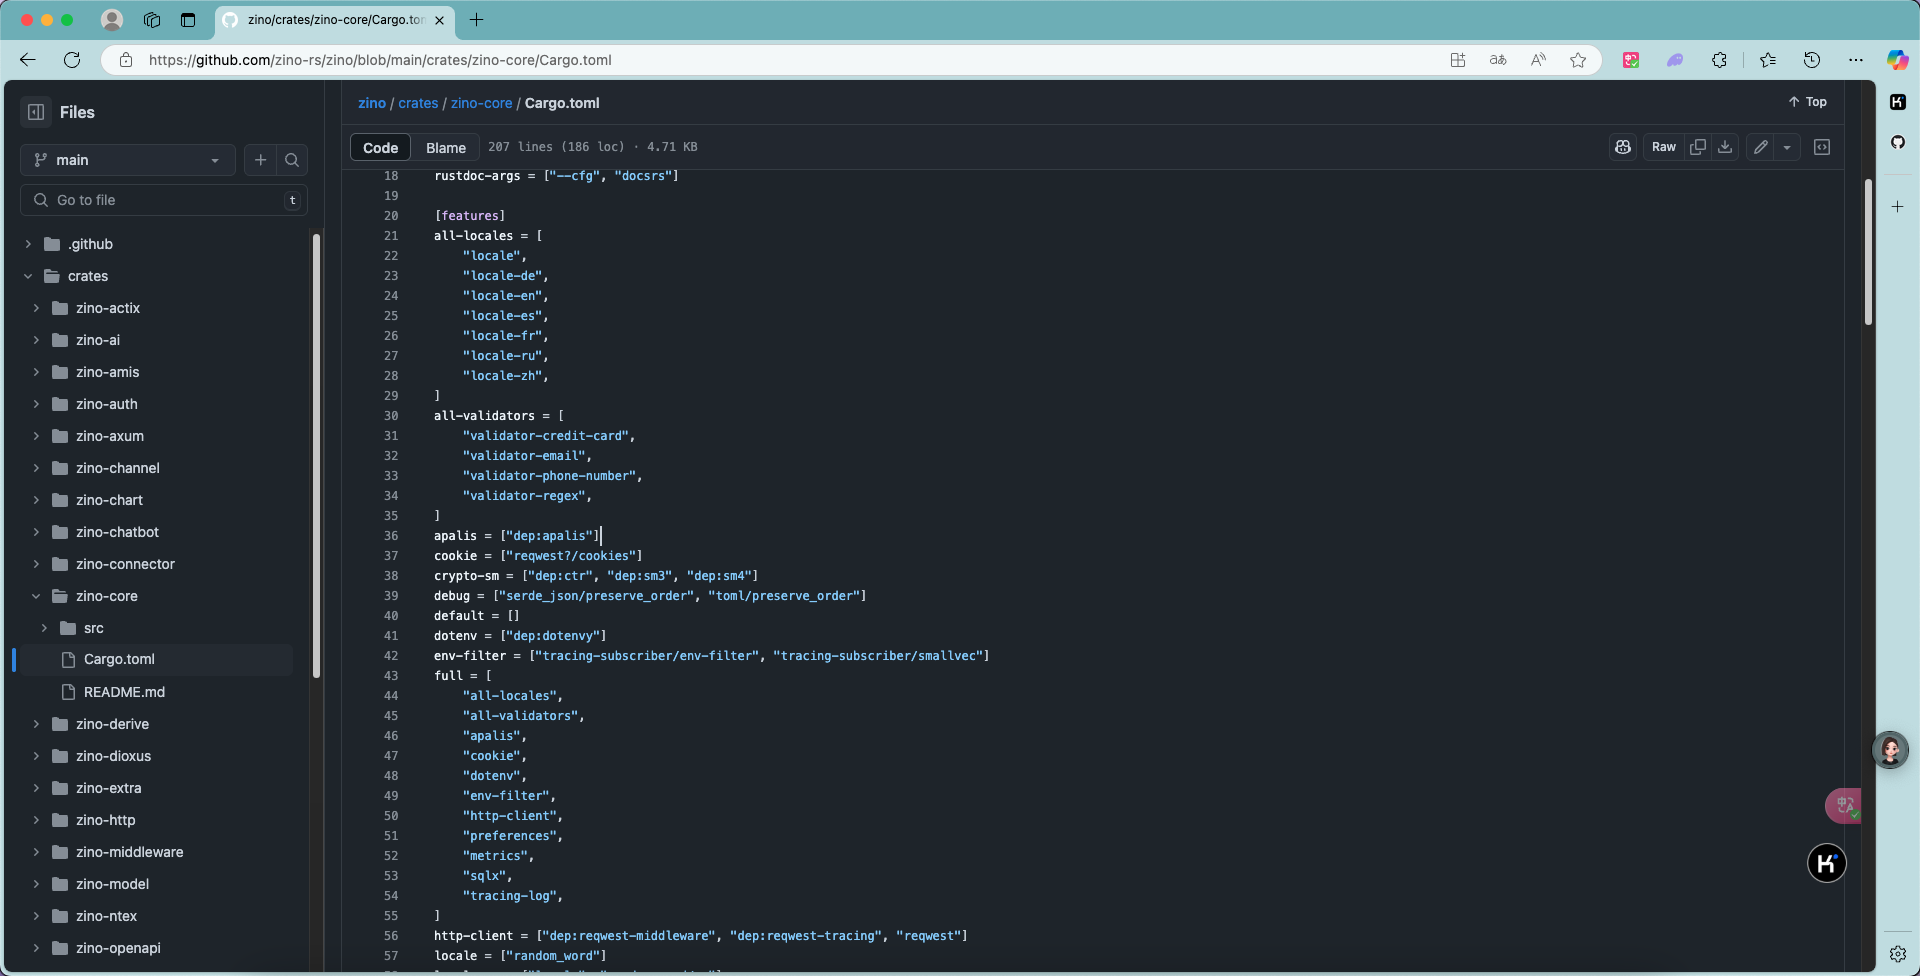 zino/crates/zino-core/Cargo.tom
https://github.com/zino-rs/zino/blob/main/crates/zino-core/Cargo.toml
Files
main
Go to file
t
.github
crates
zino-actix
zino-ai
zino-amis
zino-auth
zino-axum
zino-channel
zino-chart
zino-chatbot
zino-connector
zino-core
src
Cargo.toml
README.md
zino-derive
zino-dioxus
zino-extra
zino-http
zino-middleware
zino-model
zino-ntex
zino-openapi
zino / crates / zino-core / Cargo.toml
Top
Code Blame 207 lines (186 loc) · 4.71 KB
Raw
18 rustdoc-args = ["--cfg", "docsrs"]
19
20 [features]
21 all-locales = [
22 "locale",
23 "locale-de",
24 "locale-en",
25 "locale-es",
26 "locale-fr",
27 "locale-ru",
28 "locale-zh",
29 ]
30 all-validators = [
31 "validator-credit-card",
32 "validator-email",
33 "validator-phone-number",
34 "validator-regex",
35 ]
36 apalis = ["dep:apalis"]
37 cookie = ["reqwest?/cookies"]
38 crypto-sm = ["dep:ctr", "dep:sm3", "dep:sm4"]
39 debug = ["serde_json/preserve_order", "toml/preserve_order"]
40 default = []
41 dotenv = ["dep:dotenvy"]
42 env-filter = ["tracing-subscriber/env-filter", "tracing-subscriber/smallvec"]
43 full = [
44 "all-locales",
45 "all-validators",
46 "apalis",
47 "cookie",
48 "dotenv",
49 "env-filter",
50 "http-client",
51 "preferences",
52 "metrics",
53 "sqlx",
54 "tracing-log",
55 ]
56 http-client = ["dep:reqwest-middleware", "dep:reqwest-tracing", "reqwest"]
57 locale = ["random_word"]